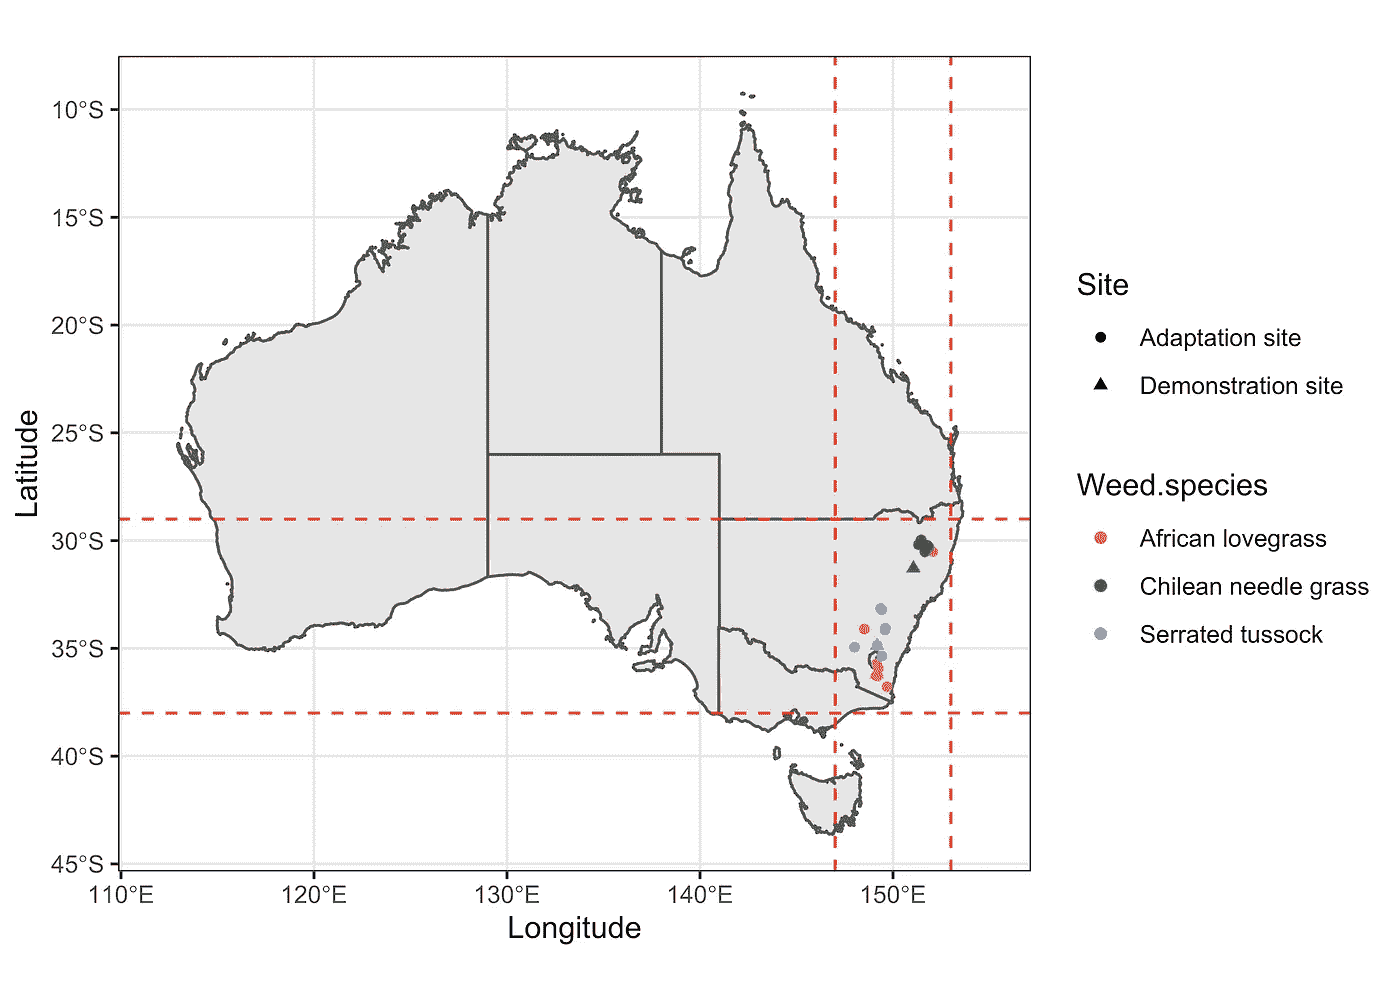 10°S
15°S
20°S
25°S
30°S
35°S
40°S
45°S
Latitude
110°E
120°E
130°E
140°E
150°E
Longitude
Site
Adaptation site
Demonstration site
Weed.species
African lovegrass
Chilean needle grass
Serrated tussock